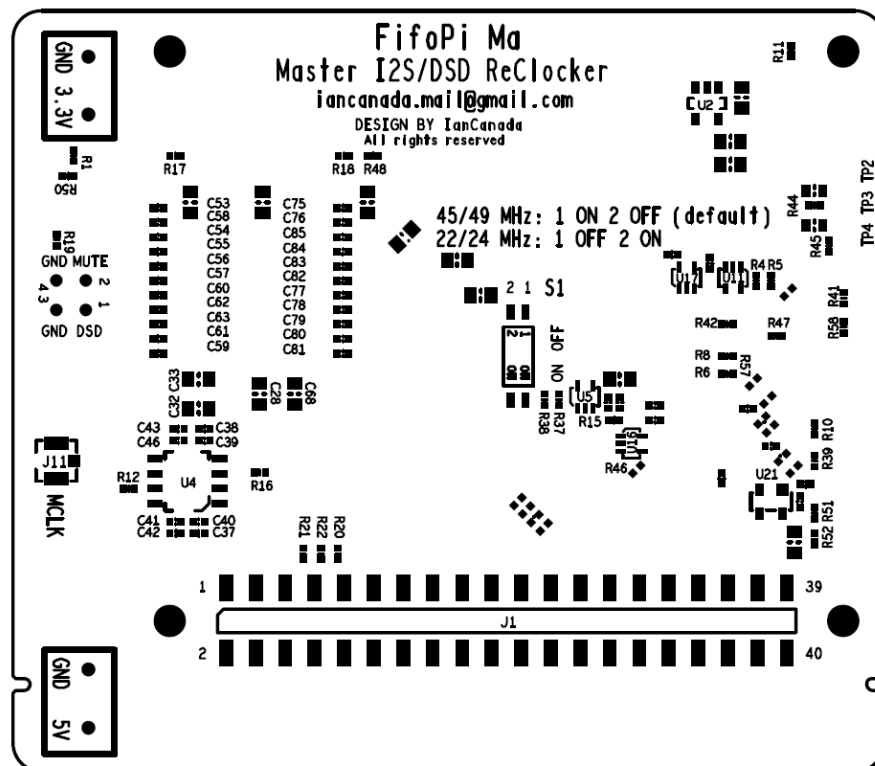 FifoPi Ma
Master I2S/DSD ReClocker
iancanada.mail@gmail.com
DESIGN BY IanCanada
All rights reserved
GND 3.3V
R11
U2
R1
R50
R17
R18
R48
TP2
TP3
TP4
R44
R45
C53
C58
C54
C55
C56
C57
C60
C62
C63
C61
C59
C75
C76
C85
C84
C83
C82
C77
C78
C79
C80
C81
45/49 MHz: 1 ON 2 OFF (default)
22/24 MHz: 1 OFF 2 ON
R19
GND MUTE
4 3
2 1
GND DSD
2 1 S1
2 1
ON ON
ON OFF
U17
U11
R4
R5
R41
R58
R42
R47
R8
R6
R57
C33
C32
C28
C68
U5
R38
R37
R15
U16
R46
C43
C46
C38
C39
R10
R39
J11
MCLK
R12
U4
R16
U21
C41
C42
C40
C37
R51
R52
R21
R22
R20
1
39
J1
2
40
GND 5V